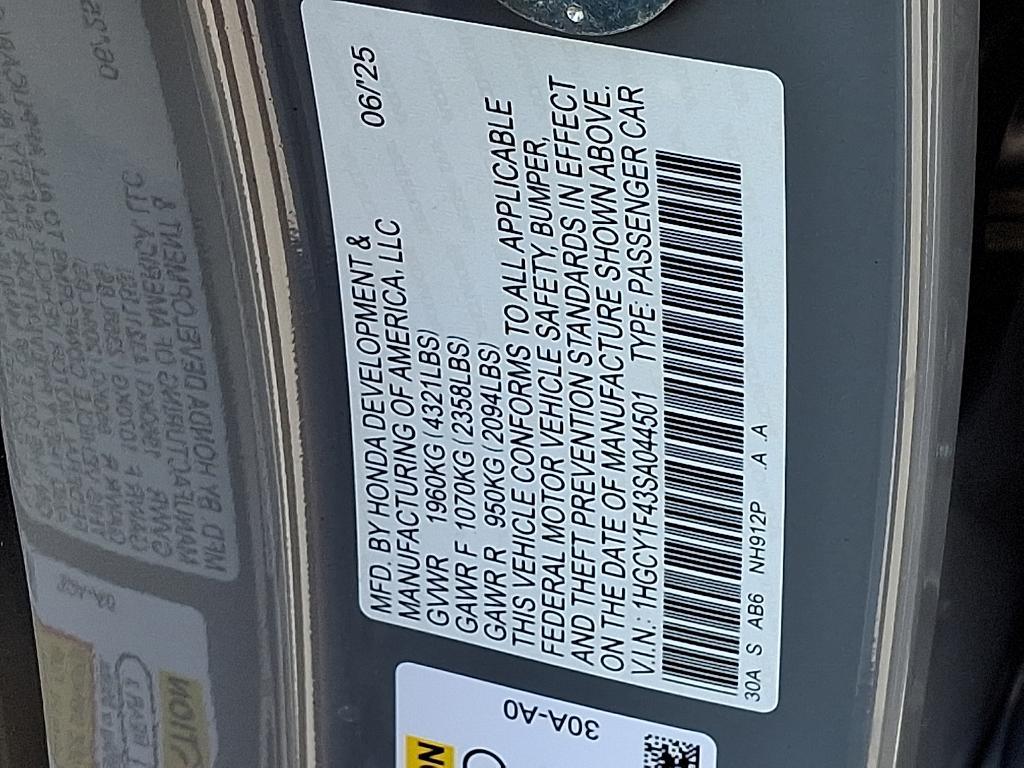 MFD. BY HONDA DEVELOPMENT & 06/'25
MANUFACTURING OF AMERICA, LLC
GVWR 1960KG (4321LBS)
GAWR F 1070KG (2358LBS)
GAWR R 950KG (2094LBS)
THIS VEHICLE CONFORMS TO ALL APPLICABLE
FEDERAL MOTOR VEHICLE SAFETY, BUMPER,
AND THEFT PREVENTION STANDARDS IN EFFECT
ON THE DATE OF MANUFACTURE SHOWN ABOVE.
V.I.N.: 1HGCY1F43SA044501 TYPE: PASSENGER CAR
30A S AB6 NH912P .A .A
30A-A0